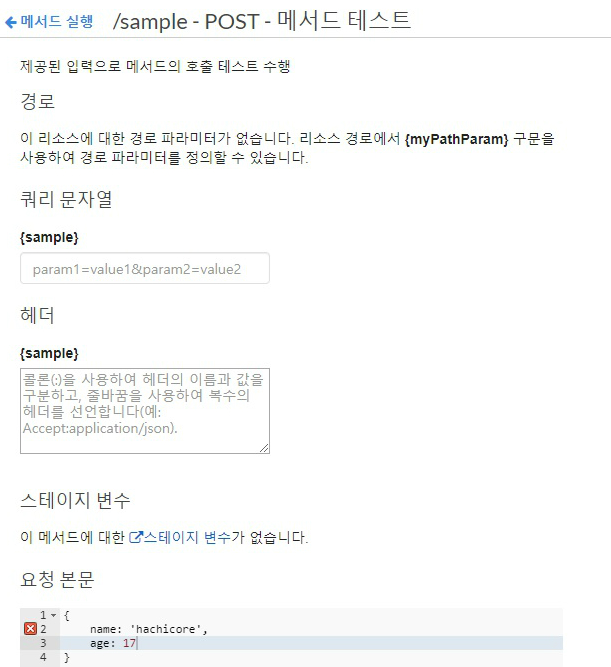 메서드 실행 /sample - POST - 메서드 테스트
제공된 입력으로 메서드의 호출 테스트 수행
경로
이 리소스에 대한 경로 파라미터가 없습니다. 리소스 경로에서 {myPathParam} 구문을
사용하여 경로 파라미터를 정의할 수 있습니다.
쿼리 문자열
{sample}
param1=value1&param2=value2
헤더
{sample}
콜론(:)을 사용하여 헤더의 이름과 값을
구분하고, 줄바꿈을 사용하여 복수의
헤더를 선언합니다(예:
Accept:application/json).
스테이지 변수
이 메서드에 대한 스테이지 변수가 없습니다.
요청 본문
1 {
2 name: 'hachicore',
3 age: 17
4 }